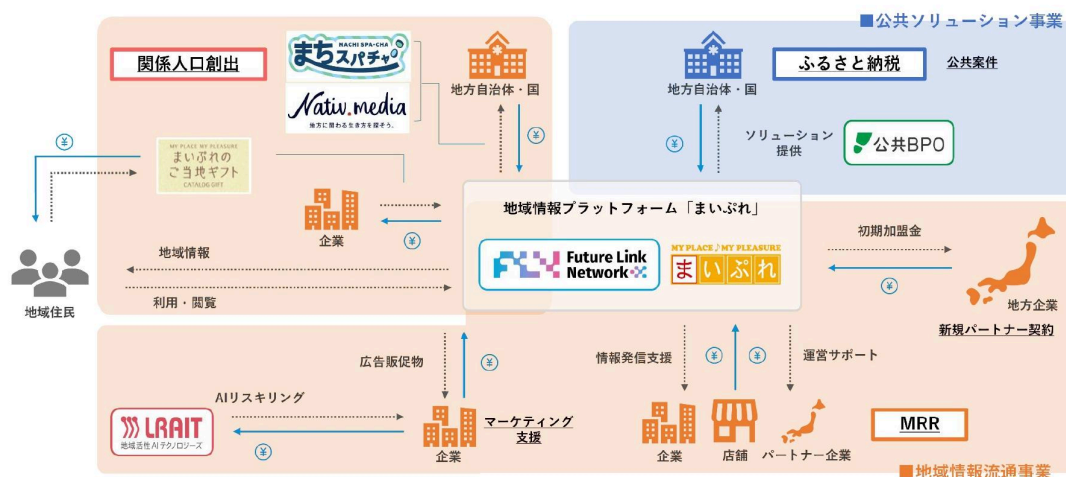 ■公共ソリューション事業
関係人口創出
MACHI SPA-CHA
まちスパチャ
Nativ.media
地方に関わる生き方を探そう。
地方自治体・国
¥
地方自治体・国
¥
ふるさと納税
公共案件
ソリューション
提供
公共BPO
¥
MY PLACE MY PLEASURE
まいぷれの
ご当地ギフト
CATALOG GIFT
企業
¥
地域情報プラットフォーム「まいぷれ」
Future Link
Network
MY PLACE♪MY PLEASURE
まいぷれ
初期加盟金
¥
地方企業
新規パートナー契約
地域情報
利用・閲覧
地域住民
広告販促物
¥
情報発信支援
¥
¥
運営サポート
AIリスキリング
LRAIT
地域活性AIテクノロジーズ
¥
企業
マーケティング
支援
企業
店舗
パートナー企業
MRR
■地域情報流通事業